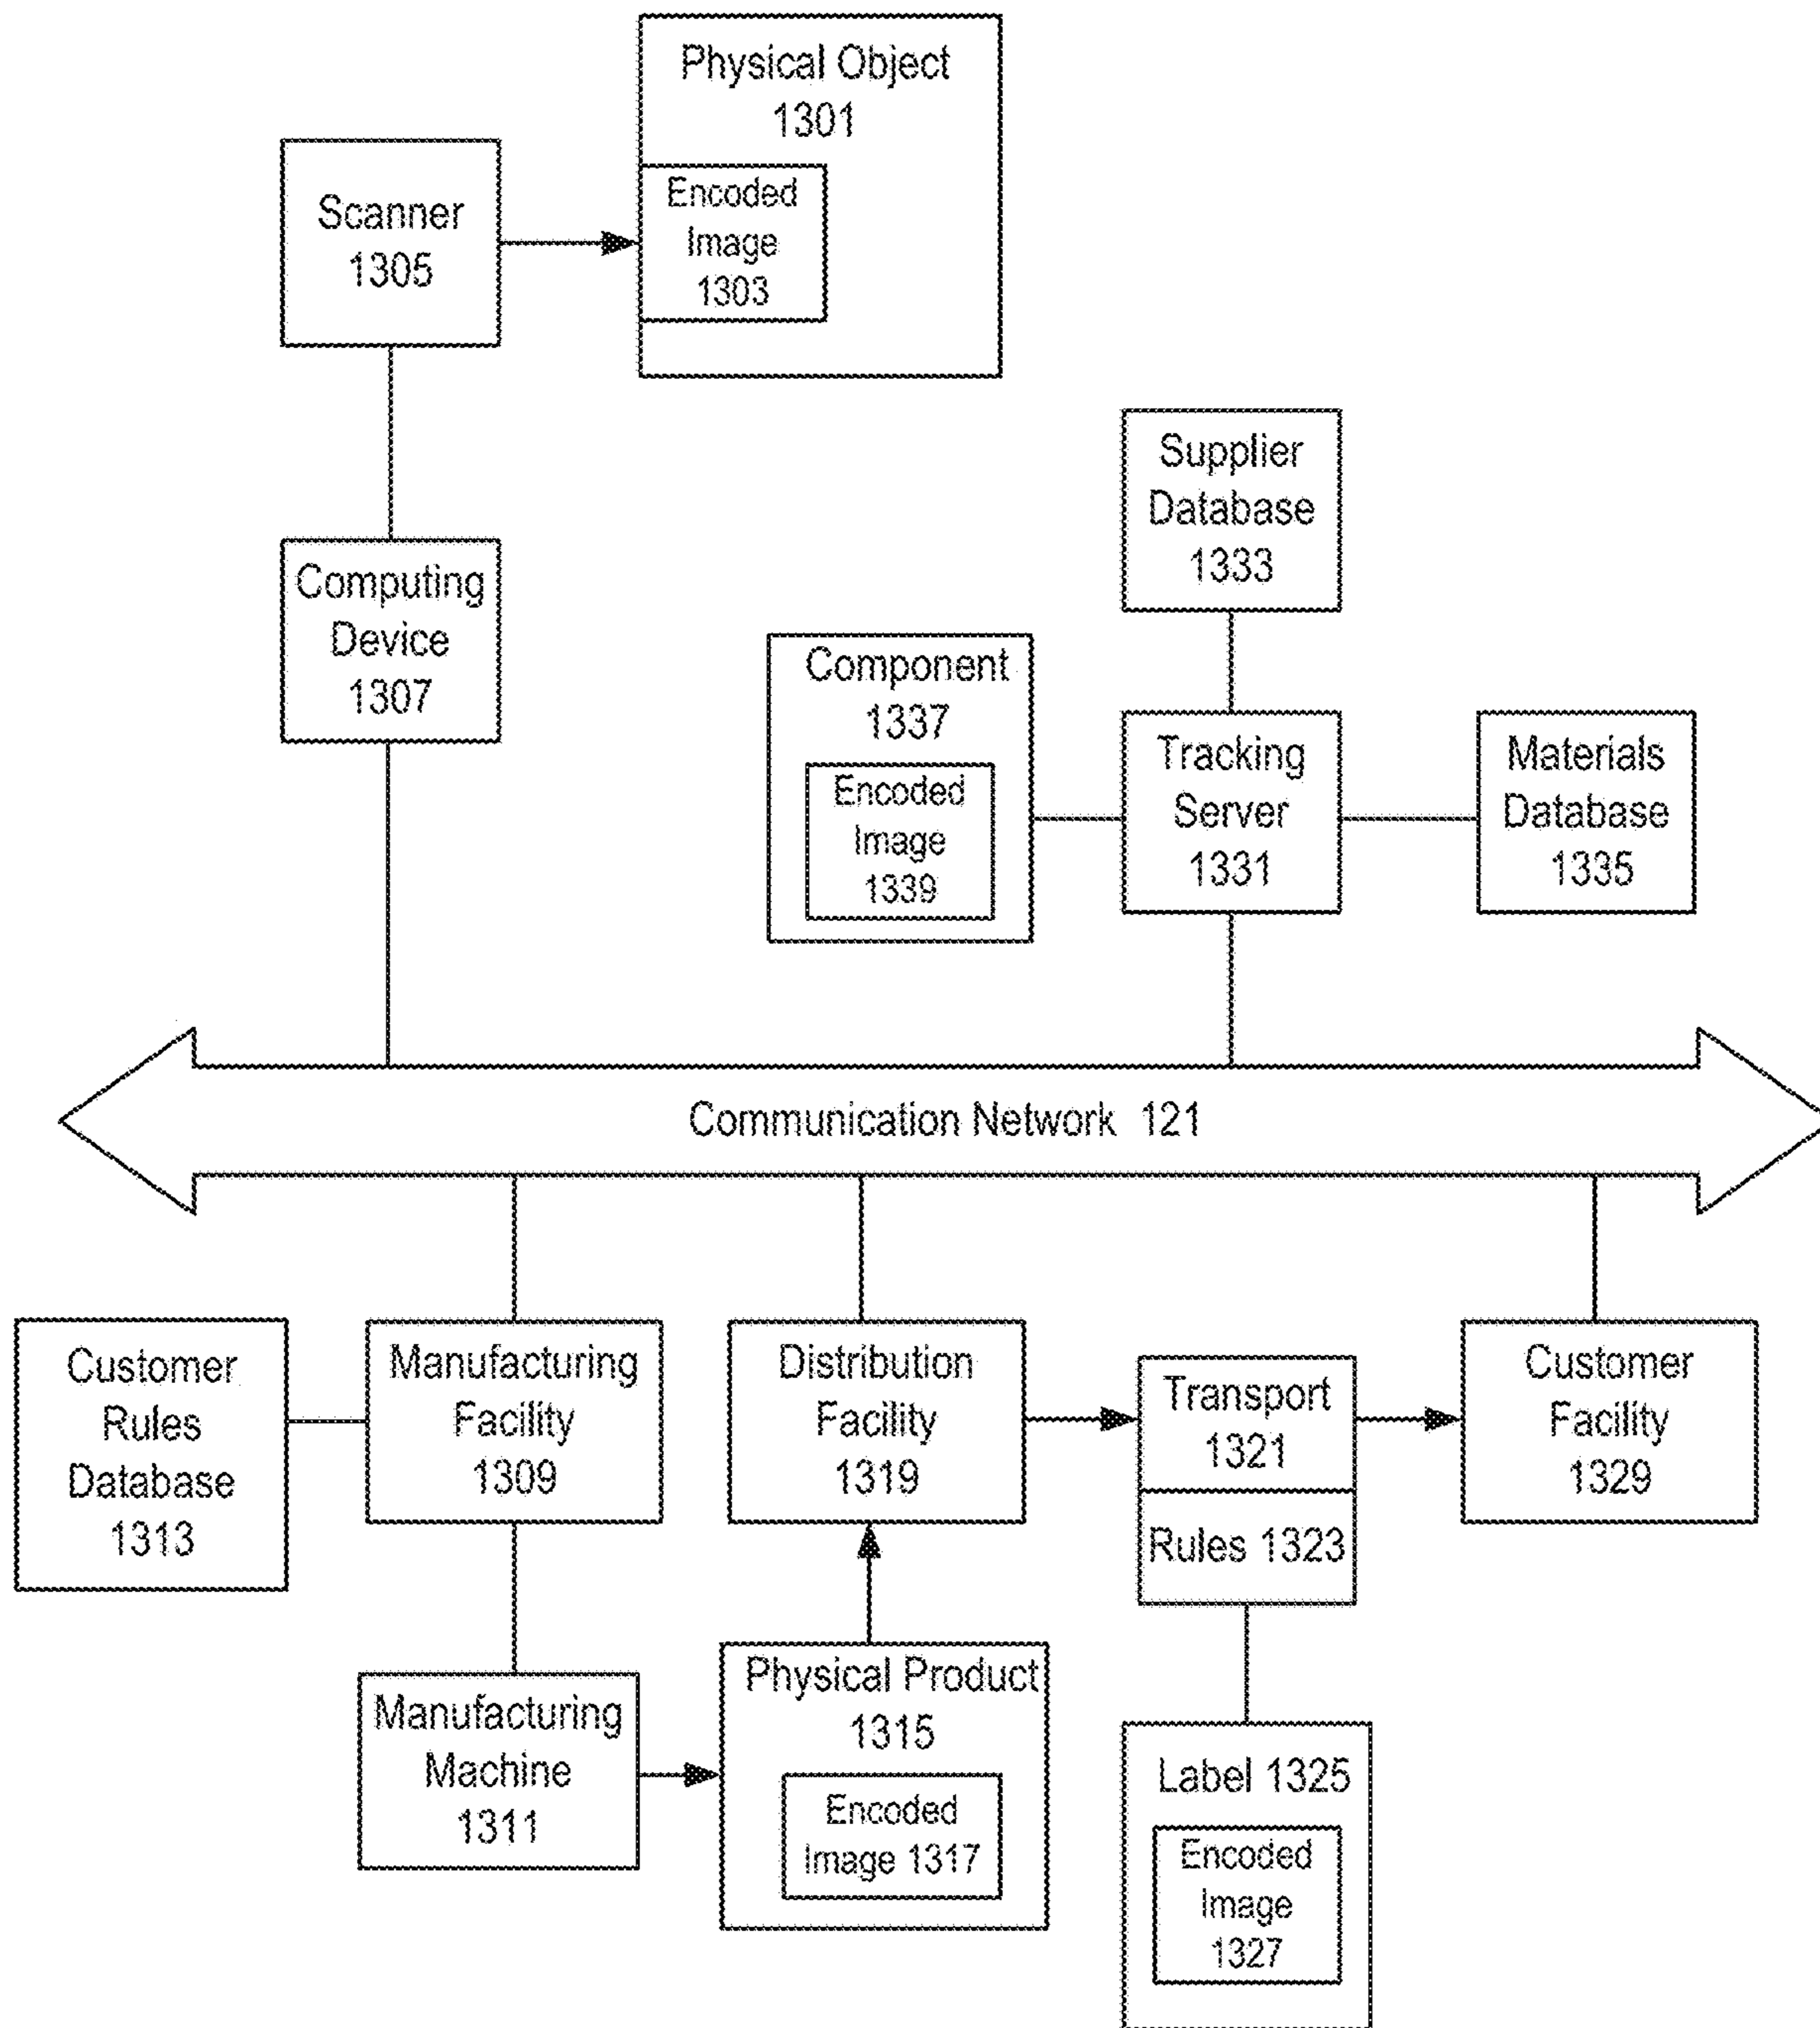 Physical Object
1301
Encoded
Image
1303
Scanner
1305
Supplier
Database
1333
Computing
Device
1307
Component
1337
Encoded
Image
1339
Tracking
Server
1331
Materials
Database
1335
Communication Network 121
Customer
Rules
Database
1313
Manufacturing
Facility
1309
Distribution
Facility
1319
Transport
1321
Rules 1323
Customer
Facility
1329
Manufacturing
Machine
1311
Physical Product
1315
Encoded
Image 1317
Label 1325
Encoded
Image
1327